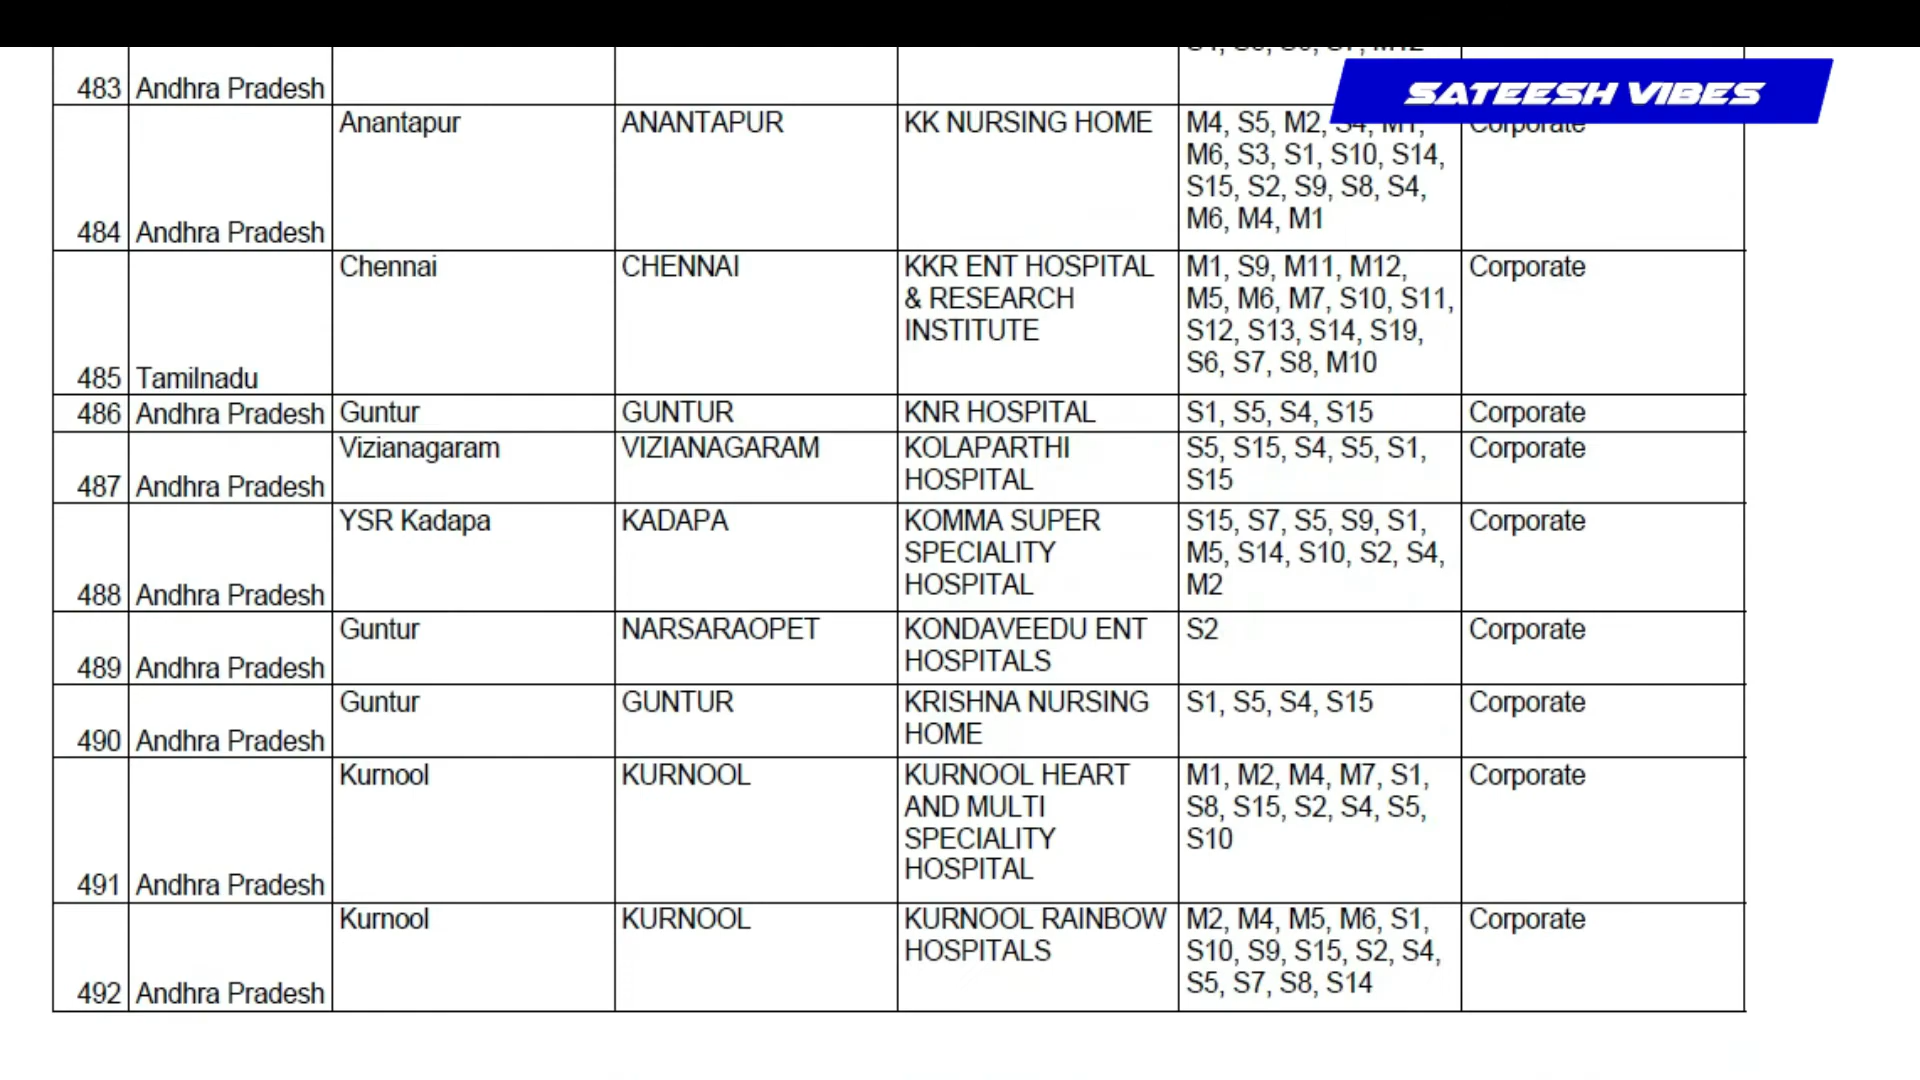 SATEESH VIBES
483 Andhra Pradesh
Anantapur ANANTAPUR KK NURSING HOME M4, S5, M2, S4, M1, Corporate
M6, S3, S1, S10, S14,
S15, S2, S9, S8, S4,
M6, M4, M1
484 Andhra Pradesh
Chennai CHENNAI KKR ENT HOSPITAL M1, S9, M11, M12, Corporate
& RESEARCH M5, M6, M7, S10, S11,
INSTITUTE S12, S13, S14, S19,
S6, S7, S8, M10
485 Tamilnadu
486 Andhra Pradesh Guntur GUNTUR KNR HOSPITAL S1, S5, S4, S15 Corporate
Vizianagaram VIZIANAGARAM KOLAPARTHI S5, S15, S4, S5, S1, Corporate
487 Andhra Pradesh HOSPITAL S15
YSR Kadapa KADAPA KOMMA SUPER S15, S7, S5, S9, S1, Corporate
SPECIALITY M5, S14, S10, S2, S4,
488 Andhra Pradesh HOSPITAL M2
Guntur NARSARAOPET KONDAVEEDU ENT S2 Corporate
489 Andhra Pradesh HOSPITALS
Guntur GUNTUR KRISHNA NURSING S1, S5, S4, S15 Corporate
490 Andhra Pradesh HOME
Kurnool KURNOOL KURNOOL HEART M1, M2, M4, M7, S1, Corporate
AND MULTI S8, S15, S2, S4, S5,
SPECIALITY S10
491 Andhra Pradesh HOSPITAL
Kurnool KURNOOL KURNOOL RAINBOW M2, M4, M5, M6, S1, Corporate
HOSPITALS S10, S9, S15, S2, S4,
S5, S7, S8, S14
492 Andhra Pradesh